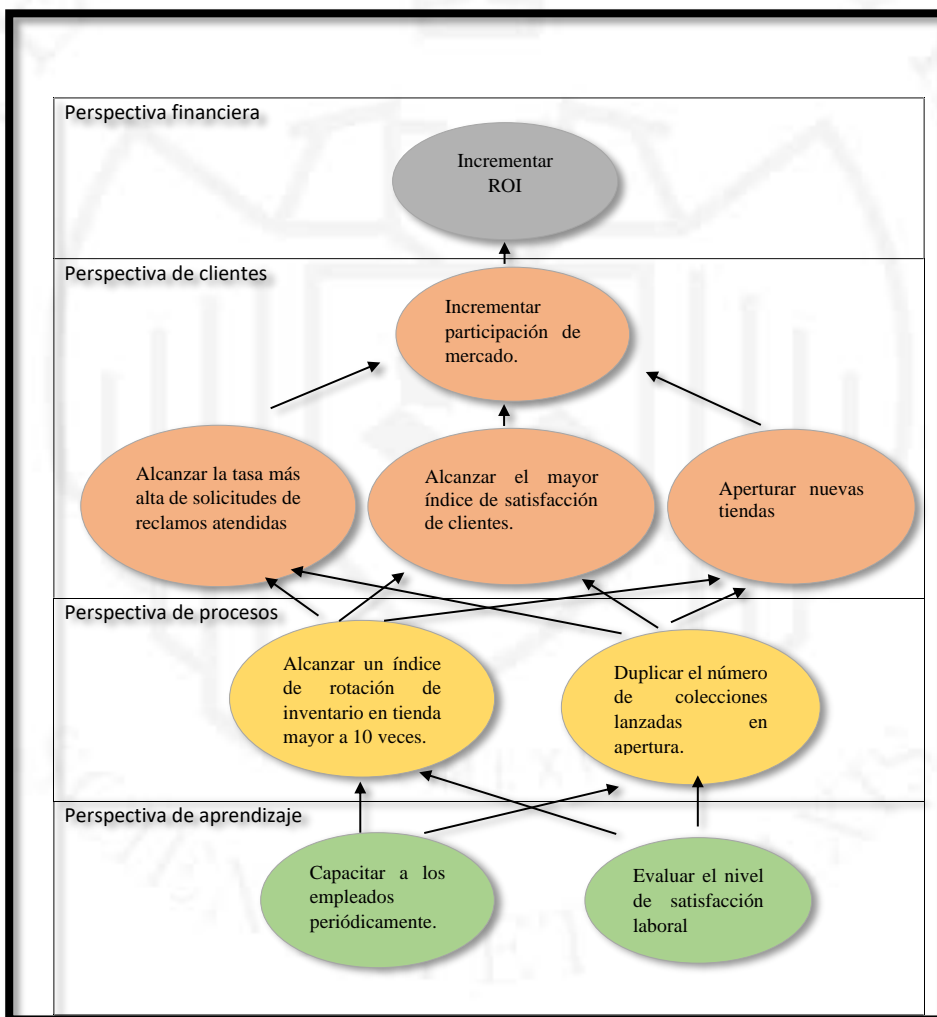 Perspectiva financiera
Incrementar
ROI
Perspectiva de clientes
Incrementar
participación de
mercado.
Alcanzar la tasa más
alta de solicitudes de
reclamos atendidas
Alcanzar el mayor
índice de satisfacción
de clientes.
Aperturar nuevas
tiendas
Perspectiva de procesos
Alcanzar un índice
de rotación de
inventario en tienda
mayor a 10 veces.
Duplicar el número
de colecciones
lanzadas en
apertura.
Perspectiva de aprendizaje
Capacitar a los
empleados
periódicamente.
Evaluar el nivel
de satisfacción
laboral